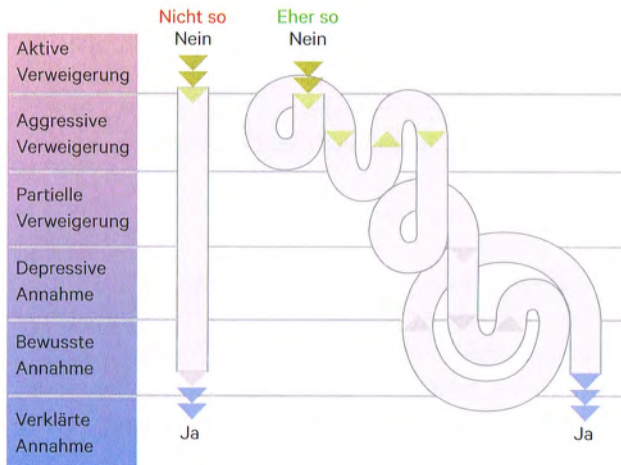 Nicht so
Nein
Eher so
Nein
Aktive
Verweigerung
Aggressive
Verweigerung
Partielle
Verweigerung
Depressive
Annahme
Bewusste
Annahme
Verklärte
Annahme
Ja
Ja